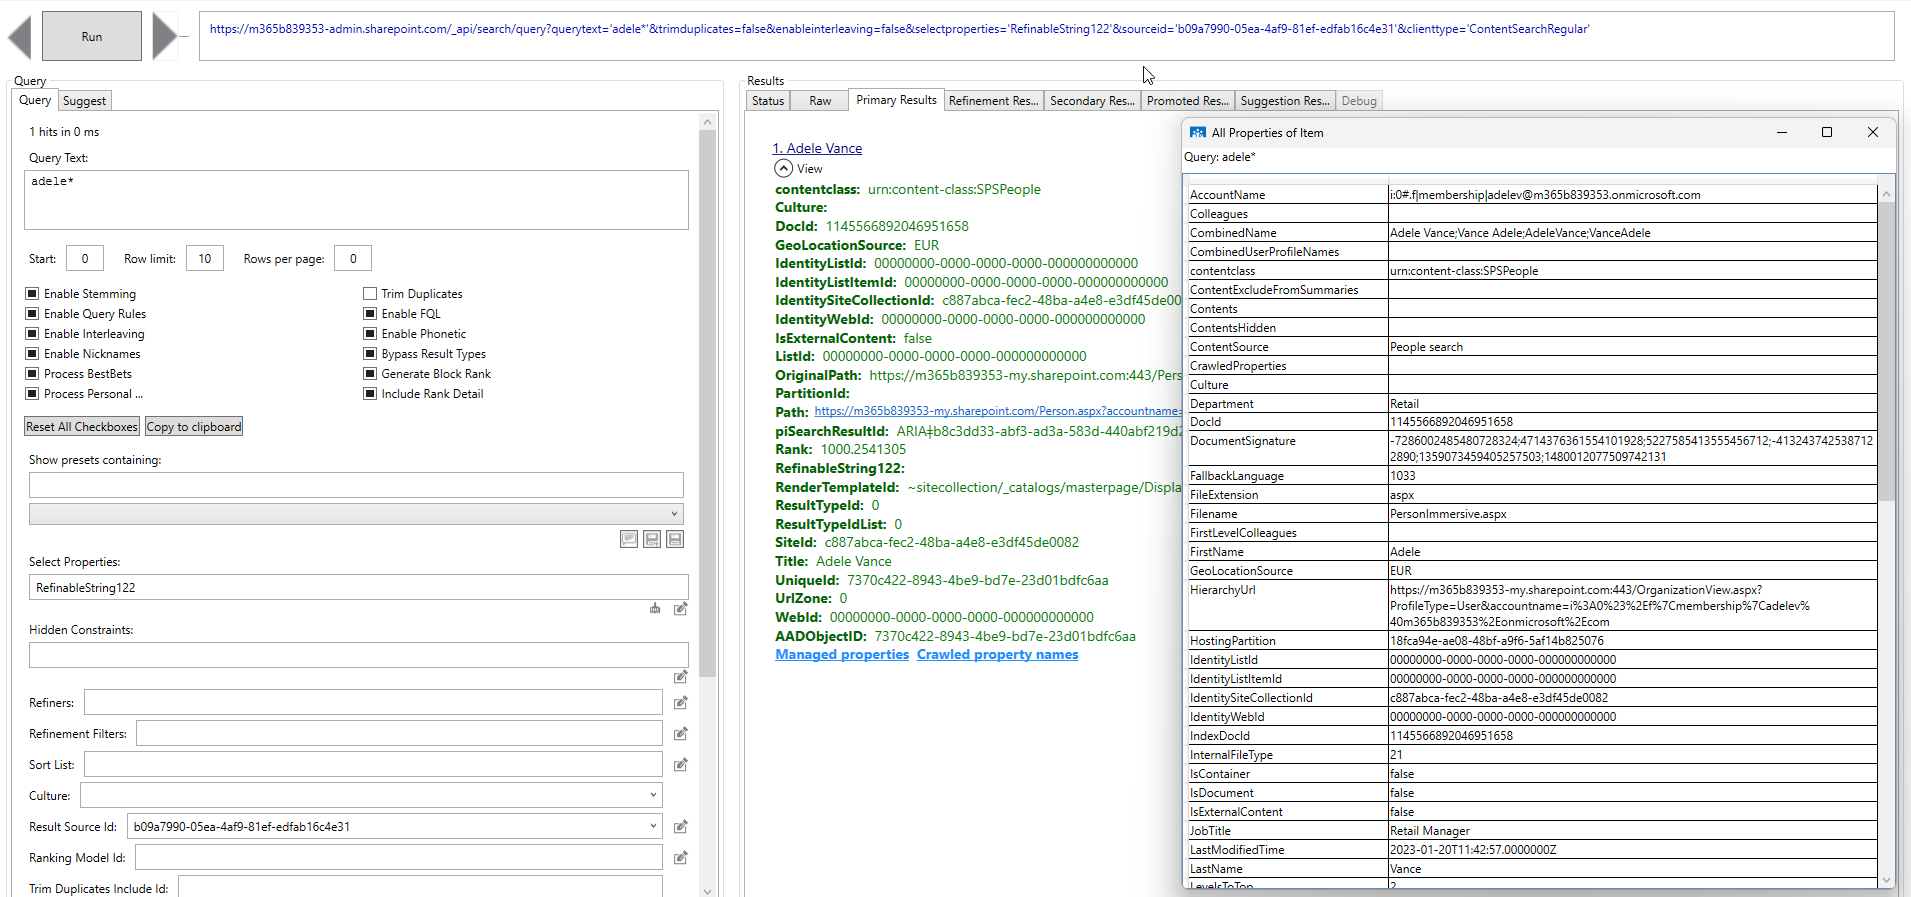 Run
https://m365b839353-admin.sharepoint.com/_api/search/query?querytext='adele*'&trimduplicates=false&enableinterleaving=false&selectproperties='RefinableString122'&sourceid='b09a7990-05ea-4af9-81ef-edfab16c4e31'&clienttype='ContentSearchRegular'
Query
Query Suggest
1 hits in 0 ms
Query Text:
adele*
Start: 0 Row limit: 10 Rows per page: 0
Enable Stemming Trim Duplicates
Enable Query Rules Enable FQL
Enable Interleaving Enable Phonetic
Enable Nicknames Bypass Result Types
Process BestBets Generate Block Rank
Process Personal ... Include Rank Detail
Reset All Checkboxes Copy to clipboard
Show presets containing:
Select Properties:
RefinableString122
Hidden Constraints:
Refiners:
Refinement Filters:
Sort List:
Culture:
Result Source Id: b09a7990-05ea-4af9-81ef-edfab16c4e31
Ranking Model Id:
Trim Duplicates Include Id:
Results
Status Raw Primary Results Refinement Res... Secondary Res... Promoted Res... Suggestion Res... Debug
1. Adele Vance
View
contentclass: urn:content-class:SPSPeople
Culture:
DocId: 1145566892046951658
GeoLocationSource: EUR
IdentityListId: 00000000-0000-0000-0000-000000000000
IdentityListItemId: 00000000-0000-0000-0000-000000000000
IdentitySiteCollectionId: c887abca-fec2-48ba-a4e8-e3df45de00
IdentityWebId: 00000000-0000-0000-0000-000000000000
IsExternalContent: false
ListId: 00000000-0000-0000-0000-000000000000
OriginalPath: https://m365b839353-my.sharepoint.com:443/Pers
PartitionId:
Path: https://m365b839353-my.sharepoint.com/Person.aspx?accountname=
piSearchResultId: ARIA‡b8c3dd33-abf3-ad3a-583d-440abf219d2
Rank: 1000.2541305
RefinableString122:
RenderTemplateId: ~sitecollection/_catalogs/masterpage/Displa
ResultTypeId: 0
ResultTypeIdList: 0
SiteId: c887abca-fec2-48ba-a4e8-e3df45de0082
Title: Adele Vance
UniqueId: 7370c422-8943-4be9-bd7e-23d01bdfc6aa
UrlZone: 0
WebId: 00000000-0000-0000-0000-000000000000
AADObjectID: 7370c422-8943-4be9-bd7e-23d01bdfc6aa
Managed properties Crawled property names
All Properties of Item
Query: adele*
AccountName i:0#.f|membership|adelev@m365b839353.onmicrosoft.com
Colleagues
CombinedName Adele Vance;Vance Adele;AdeleVance;VanceAdele
CombinedUserProfileNames
contentclass urn:content-class:SPSPeople
ContentExcludeFromSummaries
Contents
ContentsHidden
ContentSource People search
CrawledProperties
Culture
Department Retail
DocId 1145566892046951658
DocumentSignature -7286002485480728324;4714376361554101928;5227585413555456712;-413243742538712
2890;1359073459405257503;1480012077509742131
FallbackLanguage 1033
FileExtension aspx
Filename PersonImmersive.aspx
FirstLevelColleagues
FirstName Adele
GeoLocationSource EUR
HierarchyUrl https://m365b839353-my.sharepoint.com:443/OrganizationView.aspx?
ProfileType=User&accountname=i%3A0%23%2Ef%7Cmembership%7Cadelev%
40m365b839353%2Eonmicrosoft%2Ecom
HostingPartition 18fca94e-ae08-48bf-a9f6-5af14b825076
IdentityListId 00000000-0000-0000-0000-000000000000
IdentityListItemId 00000000-0000-0000-0000-000000000000
IdentitySiteCollectionId c887abca-fec2-48ba-a4e8-e3df45de0082
IdentityWebId 00000000-0000-0000-0000-000000000000
IndexDocId 1145566892046951658
InternalFileType 21
IsContainer false
IsDocument false
IsExternalContent false
JobTitle Retail Manager
LastModifiedTime 2023-01-20T11:42:57.0000000Z
LastName Vance
LevelsToTop 2